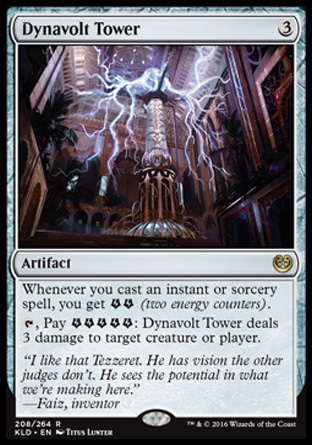 Dynavolt Tower 3
Artifact
Whenever you cast an instant or sorcery
spell, you get (two energy counters).
, Pay : Dynavolt Tower deals
3 damage to target creature or player.
“I like that Tezzeret. He has vision the other
judges don’t. He sees the potential in what
we’re making here.”
—Faiz, inventor
208/264 R
KLD • EN Titus Lunter
™ & © 2016 Wizards of the Coast